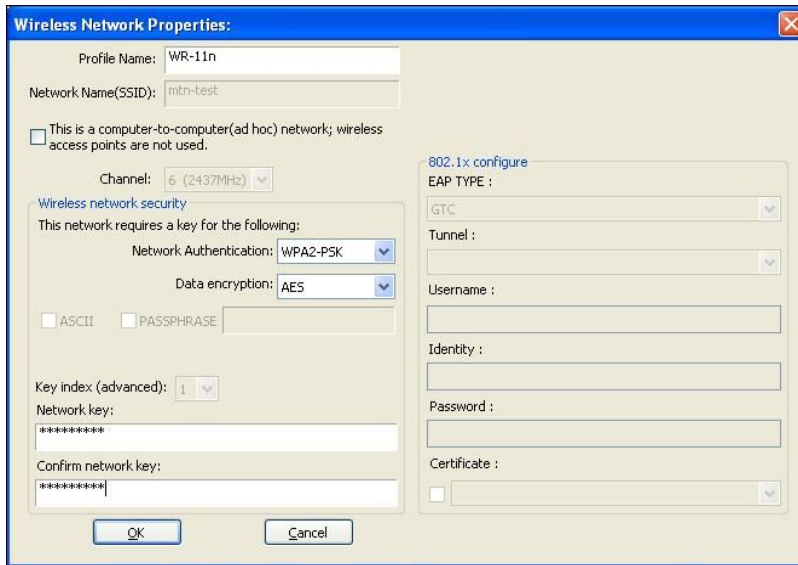 Wireless Network Properties:
Profile Name: WR-11n
Network Name(SSID): mtn-test
This is a computer-to-computer(ad hoc) network; wireless
access points are not used.
Channel: 6 (2437MHz)
Wireless network security
This network requires a key for the following:
Network Authentication: WPA2-PSK
Data encryption: AES
ASCII PASSPHRASE
Key index (advanced): 1
Network key:
*********
Confirm network key:
*********
OK Cancel
802.1x configure
EAP TYPE :
GTC
Tunnel :
Username :
Identity :
Password :
Certificate :